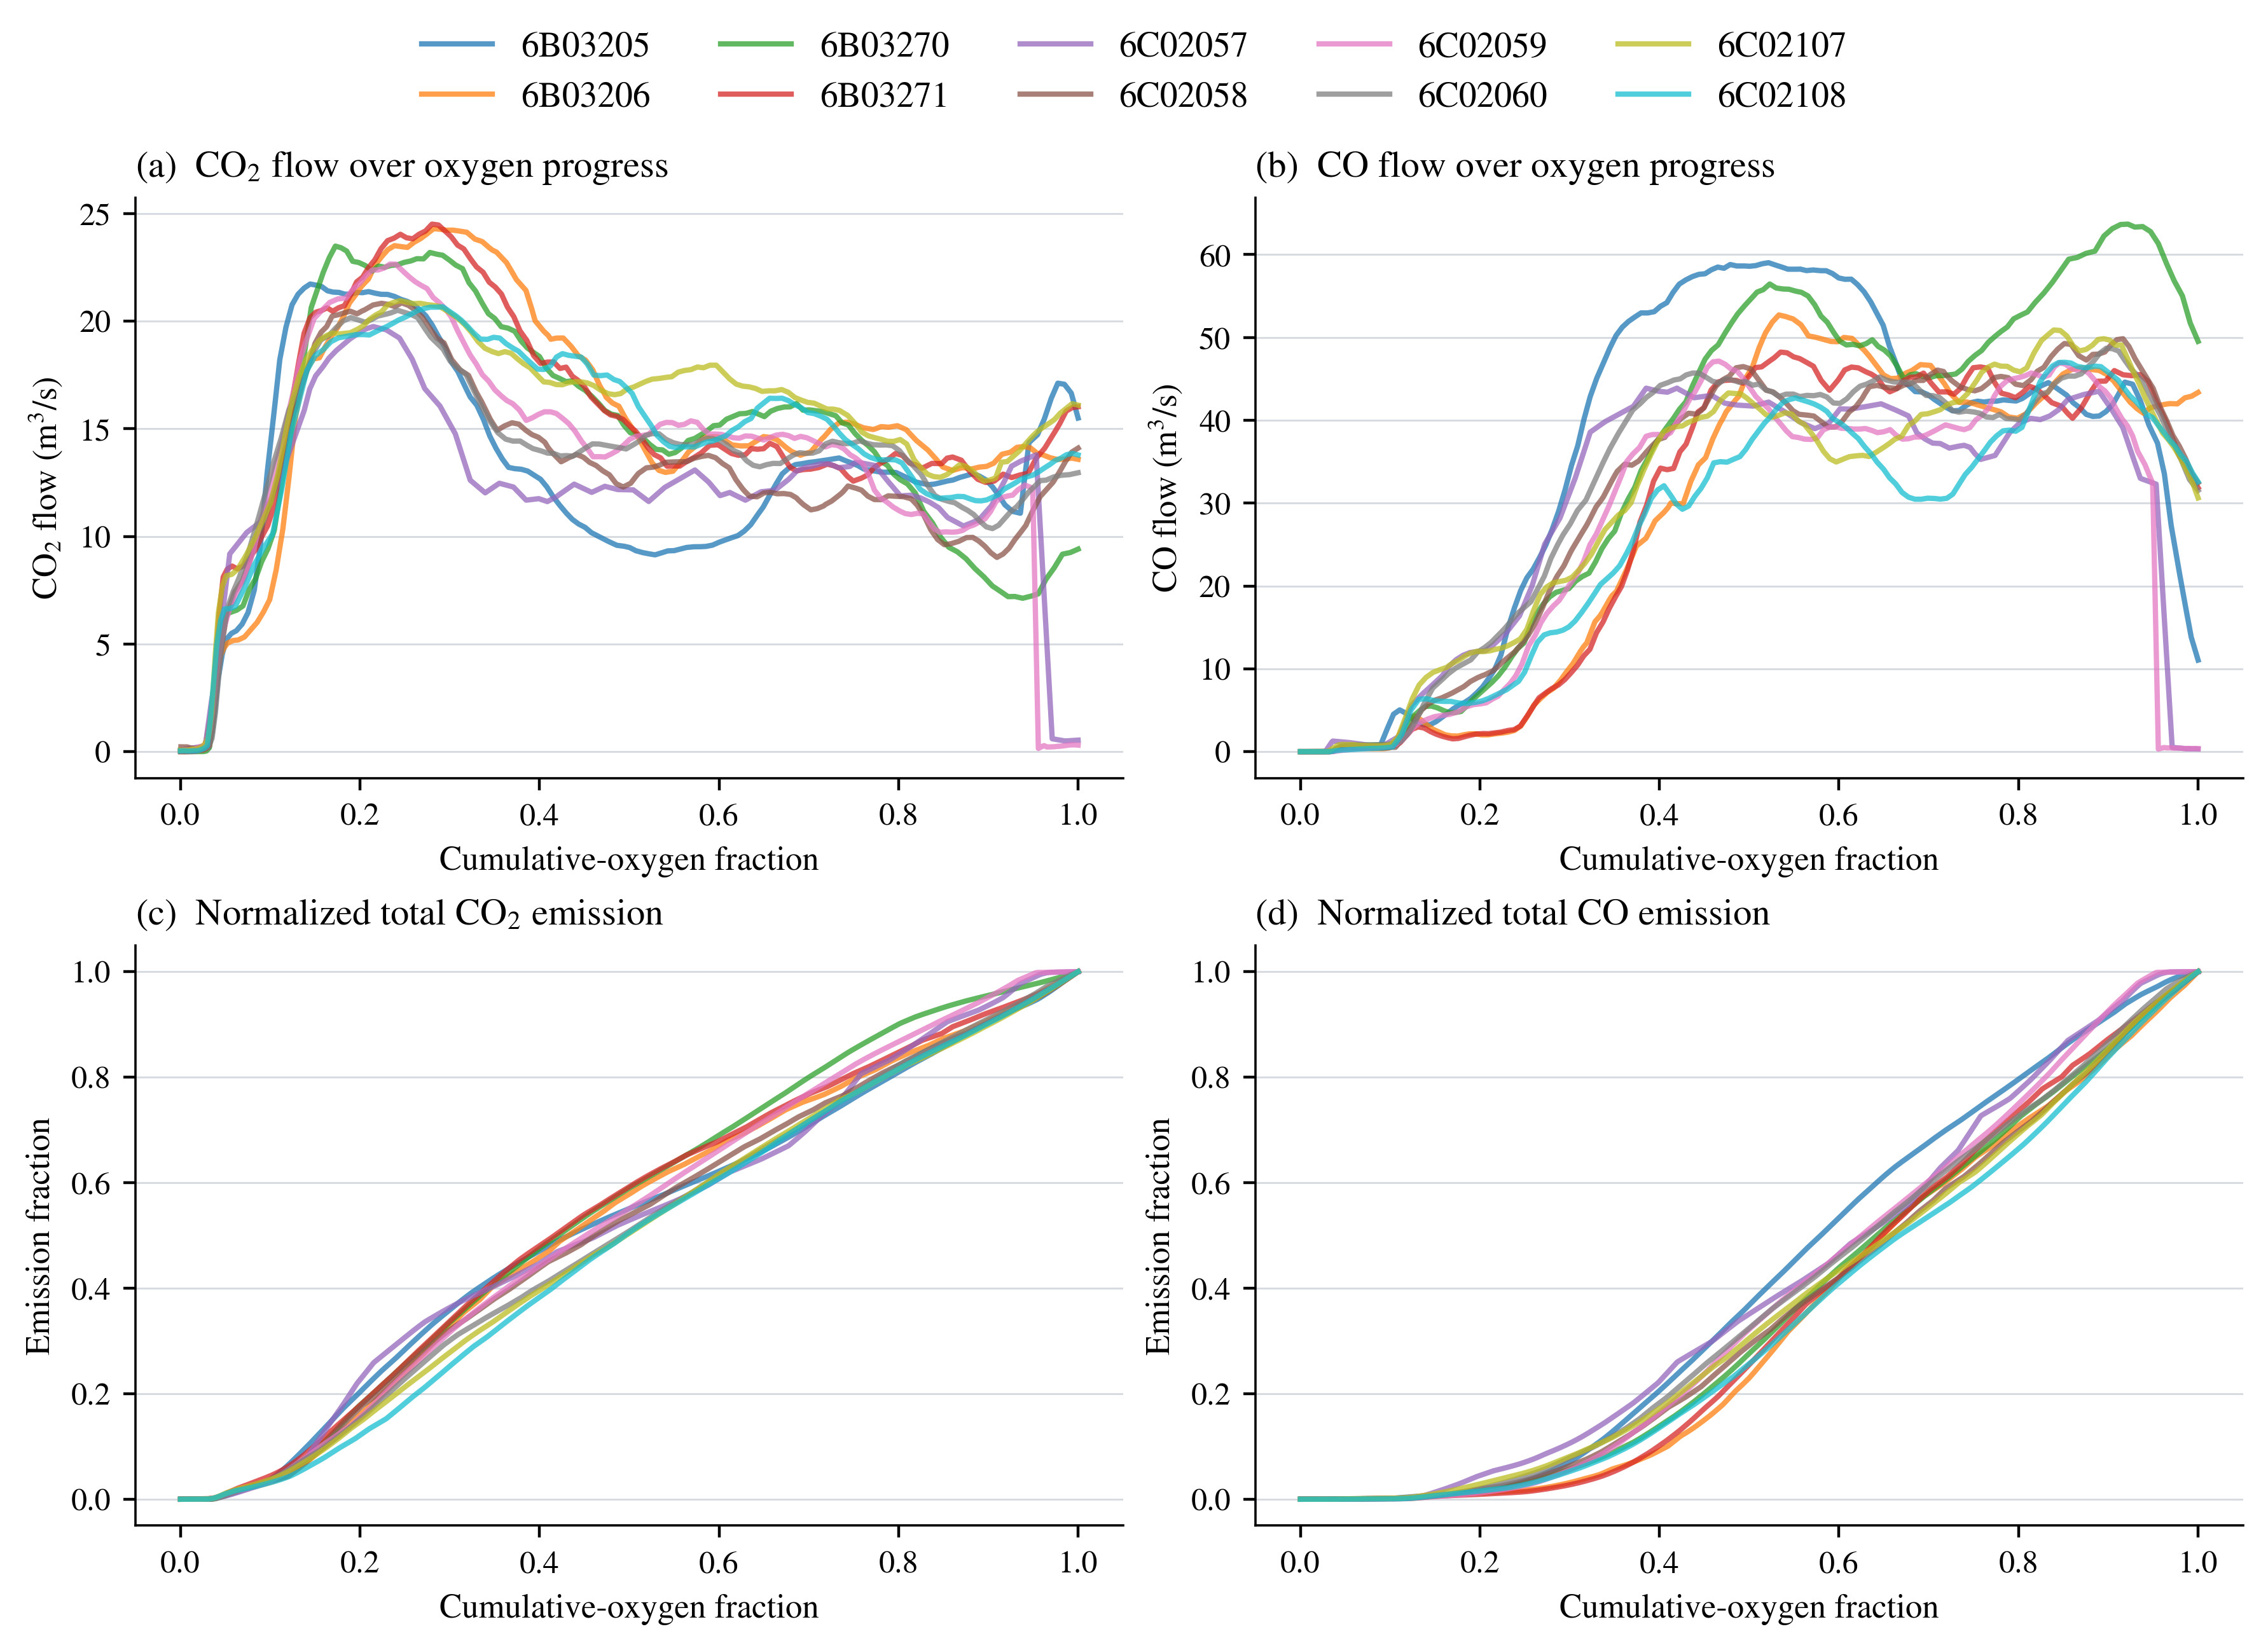 6B03205 6B03270 6C02057 6C02059 6C02107
6B03206 6B03271 6C02058 6C02060 6C02108
(a) CO₂ flow over oxygen progress
25
20
15
10
5
0
CO₂ flow (m³/s)
0.0 0.2 0.4 0.6 0.8 1.0
Cumulative-oxygen fraction
(b) CO flow over oxygen progress
60
50
40
30
20
10
0
CO flow (m³/s)
0.0 0.2 0.4 0.6 0.8 1.0
Cumulative-oxygen fraction
(c) Normalized total CO₂ emission
1.0
0.8
0.6
0.4
0.2
0.0
Emission fraction
0.0 0.2 0.4 0.6 0.8 1.0
Cumulative-oxygen fraction
(d) Normalized total CO emission
1.0
0.8
0.6
0.4
0.2
0.0
Emission fraction
0.0 0.2 0.4 0.6 0.8 1.0
Cumulative-oxygen fraction